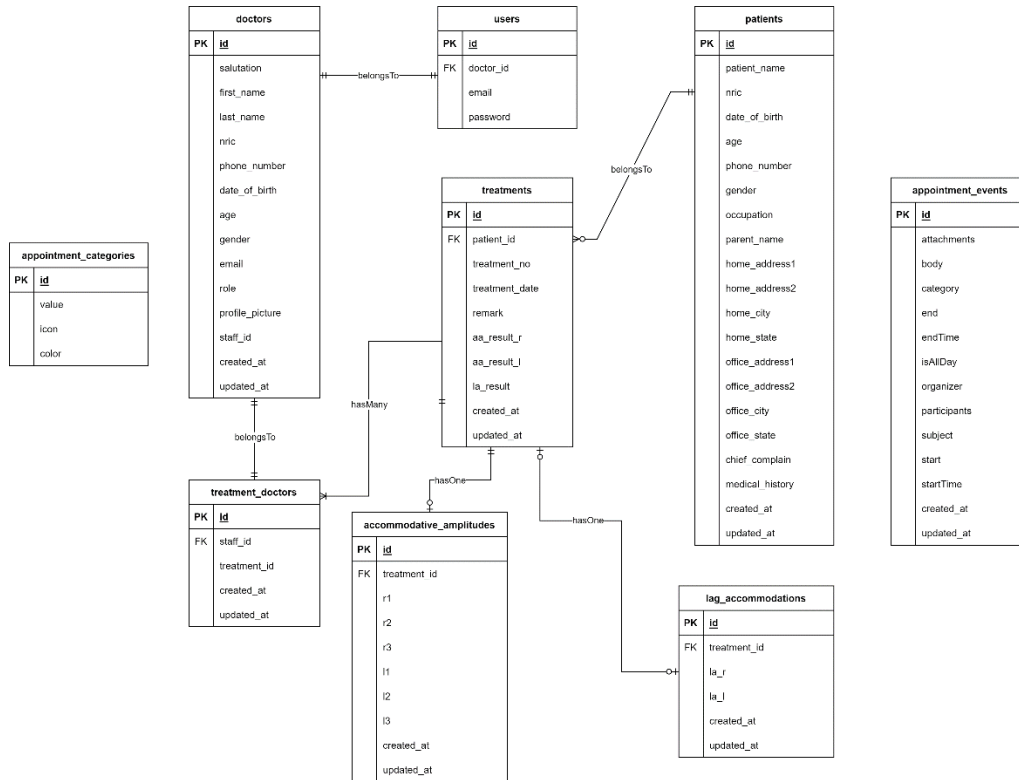 doctors
PK id
salutation
first_name
last_name
nric
phone_number
date_of_birth
age
gender
email
role
profile_picture
staff_id
created_at
updated_at
belongsTo
users
PK id
FK doctor_id
email
password
patients
PK id
patient_name
nric
date_of_birth
age
phone_number
gender
occupation
parent_name
home_address1
home_address2
home_city
home_state
office_address1
office_address2
office_city
office_state
chief_complain
medical_history
created_at
updated_at
belongsTo
treatments
PK id
FK patient_id
treatment_no
treatment_date
remark
aa_result_r
aa_result_l
la_result
created_at
updated_at
appointment_events
PK id
attachments
body
category
end
endTime
isAllDay
organizer
participants
subject
start
startTime
created_at
updated_at
appointment_categories
PK id
value
icon
color
hasMany
belongsTo
treatment_doctors
PK id
FK staff_id
treatment_id
created_at
updated_at
hasOne
accommodative_amplitudes
PK id
FK treatment_id
r1
r2
r3
l1
l2
l3
created_at
updated_at
hasOne
lag_accommodations
PK id
FK treatment_id
la_r
la_l
created_at
updated_at